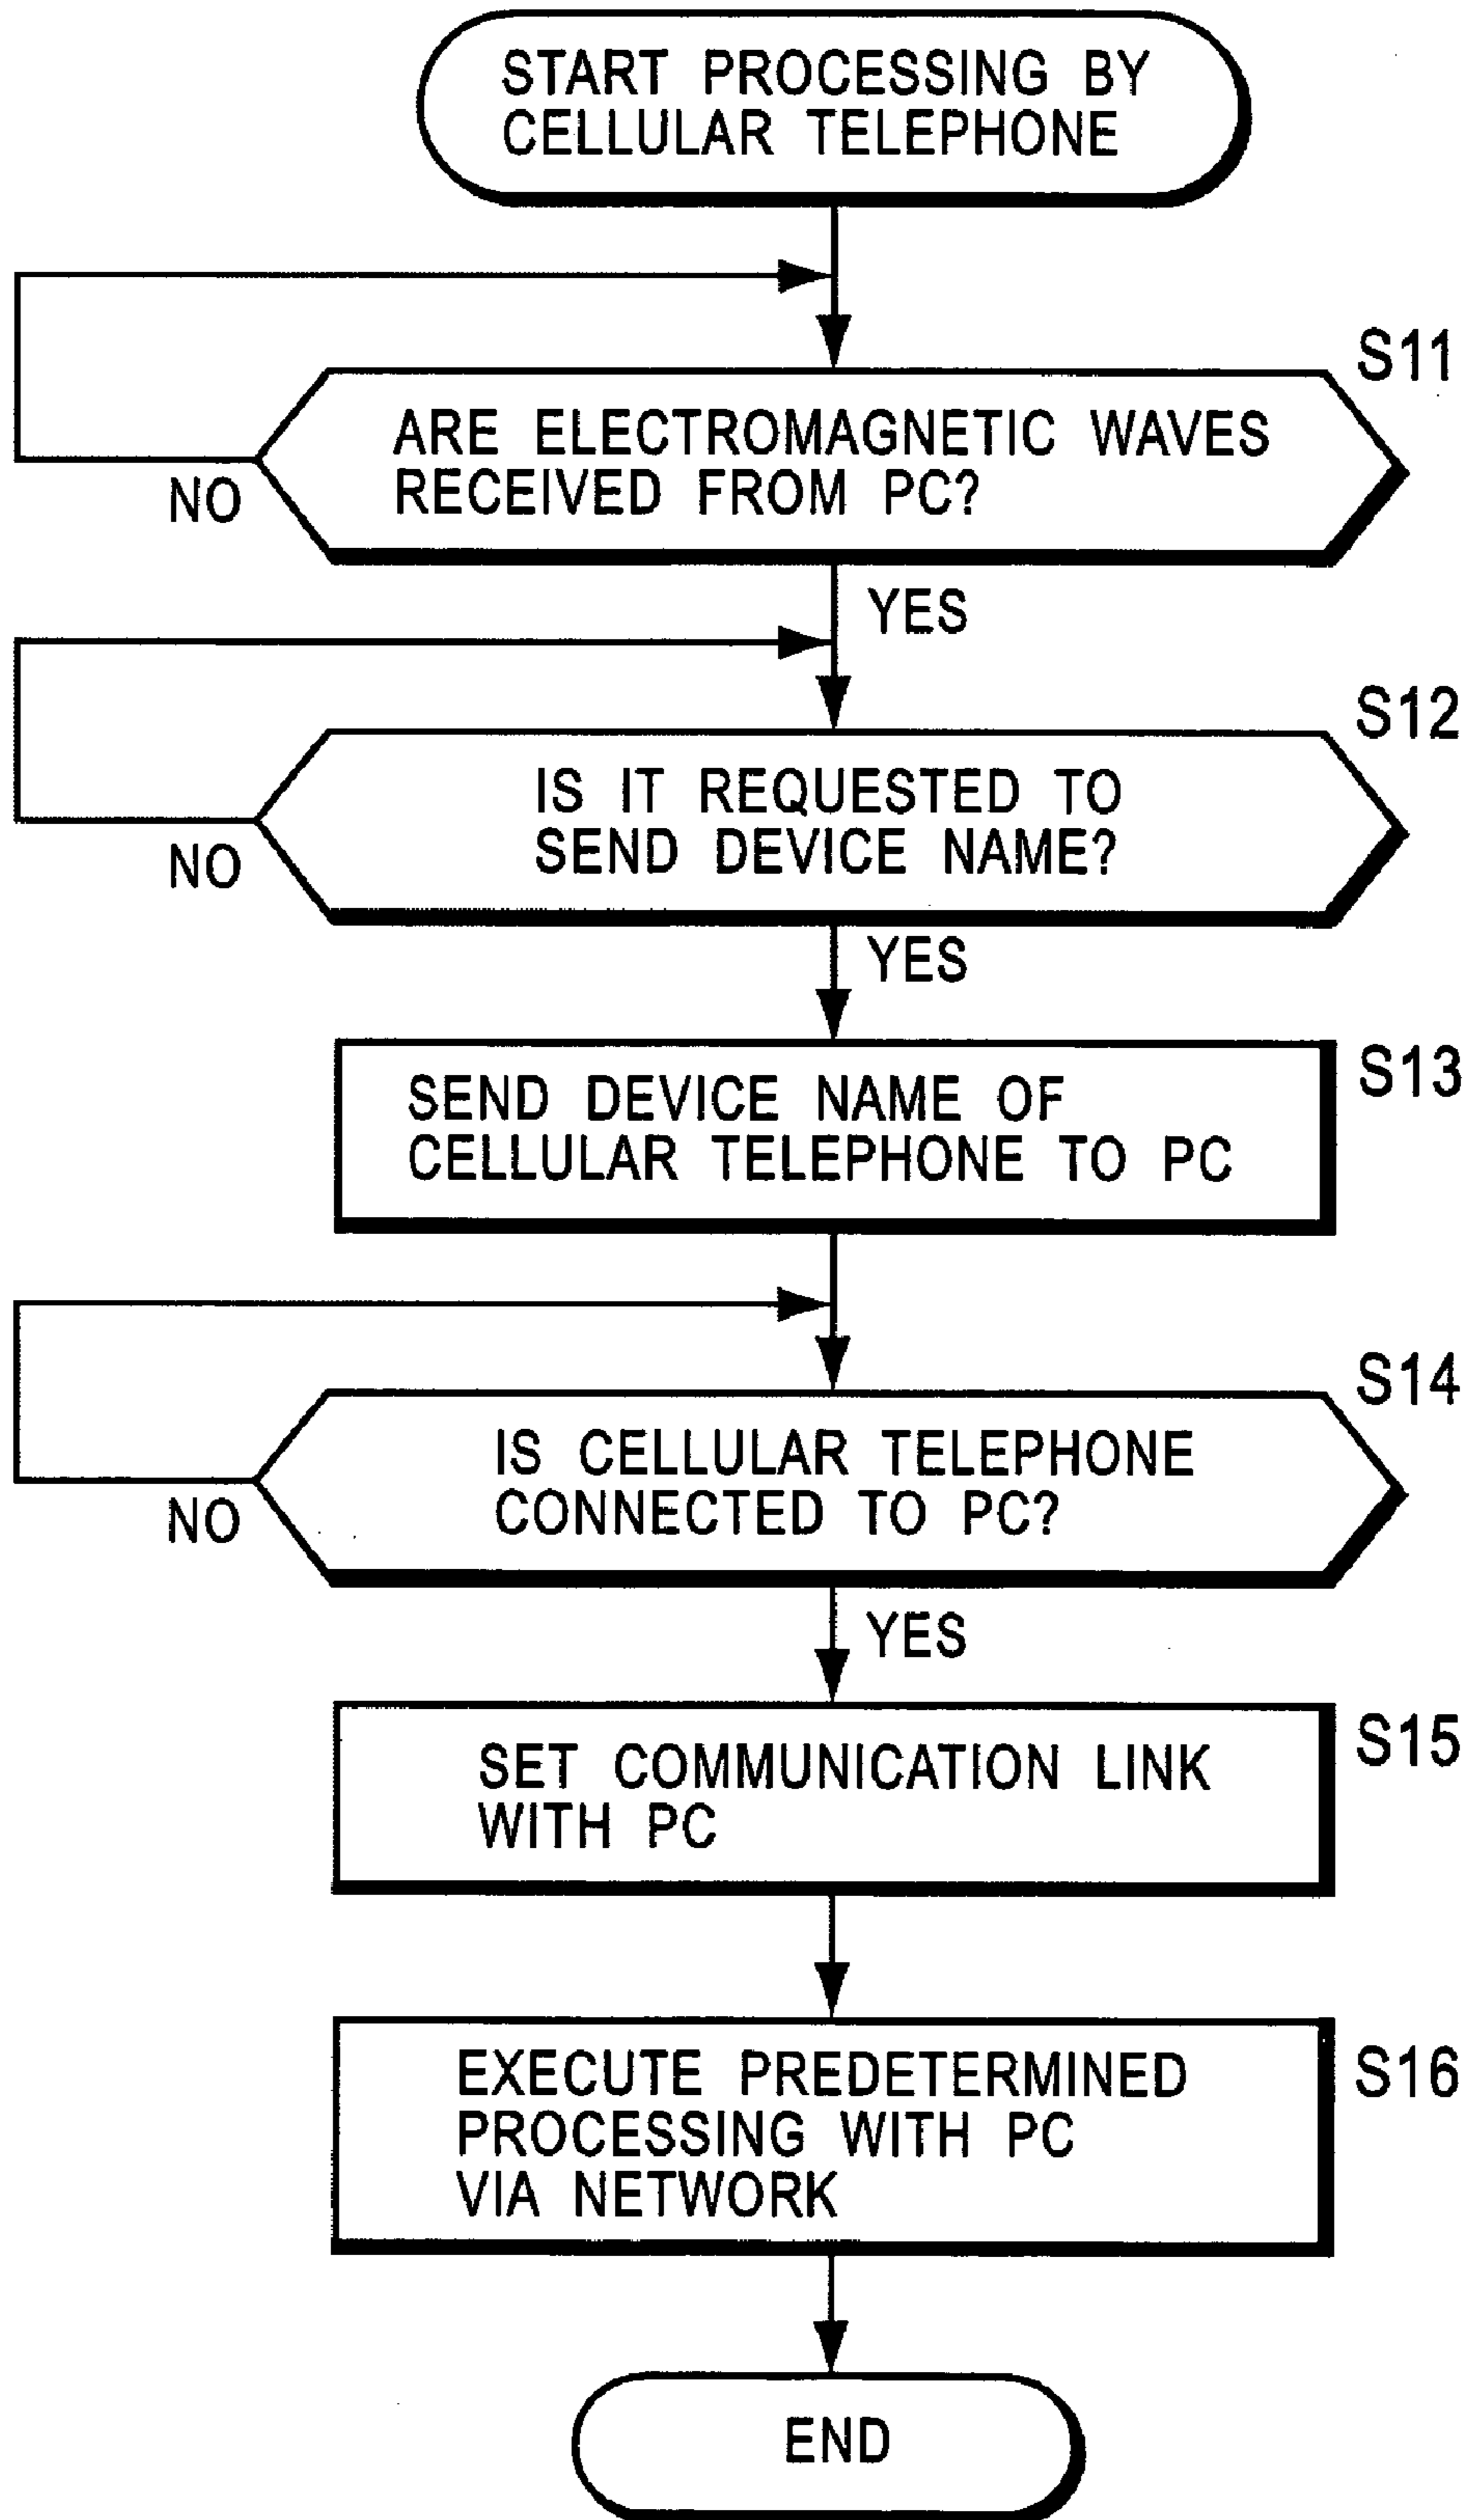 START PROCESSING BY
CELLULAR TELEPHONE
S11
ARE ELECTROMAGNETIC WAVES
RECEIVED FROM PC?
NO
YES
S12
IS IT REQUESTED TO
SEND DEVICE NAME?
NO
YES
S13
SEND DEVICE NAME OF
CELLULAR TELEPHONE TO PC
S14
IS CELLULAR TELEPHONE
CONNECTED TO PC?
NO
YES
S15
SET COMMUNICATION LINK
WITH PC
S16
EXECUTE PREDETERMINED
PROCESSING WITH PC
VIA NETWORK
END